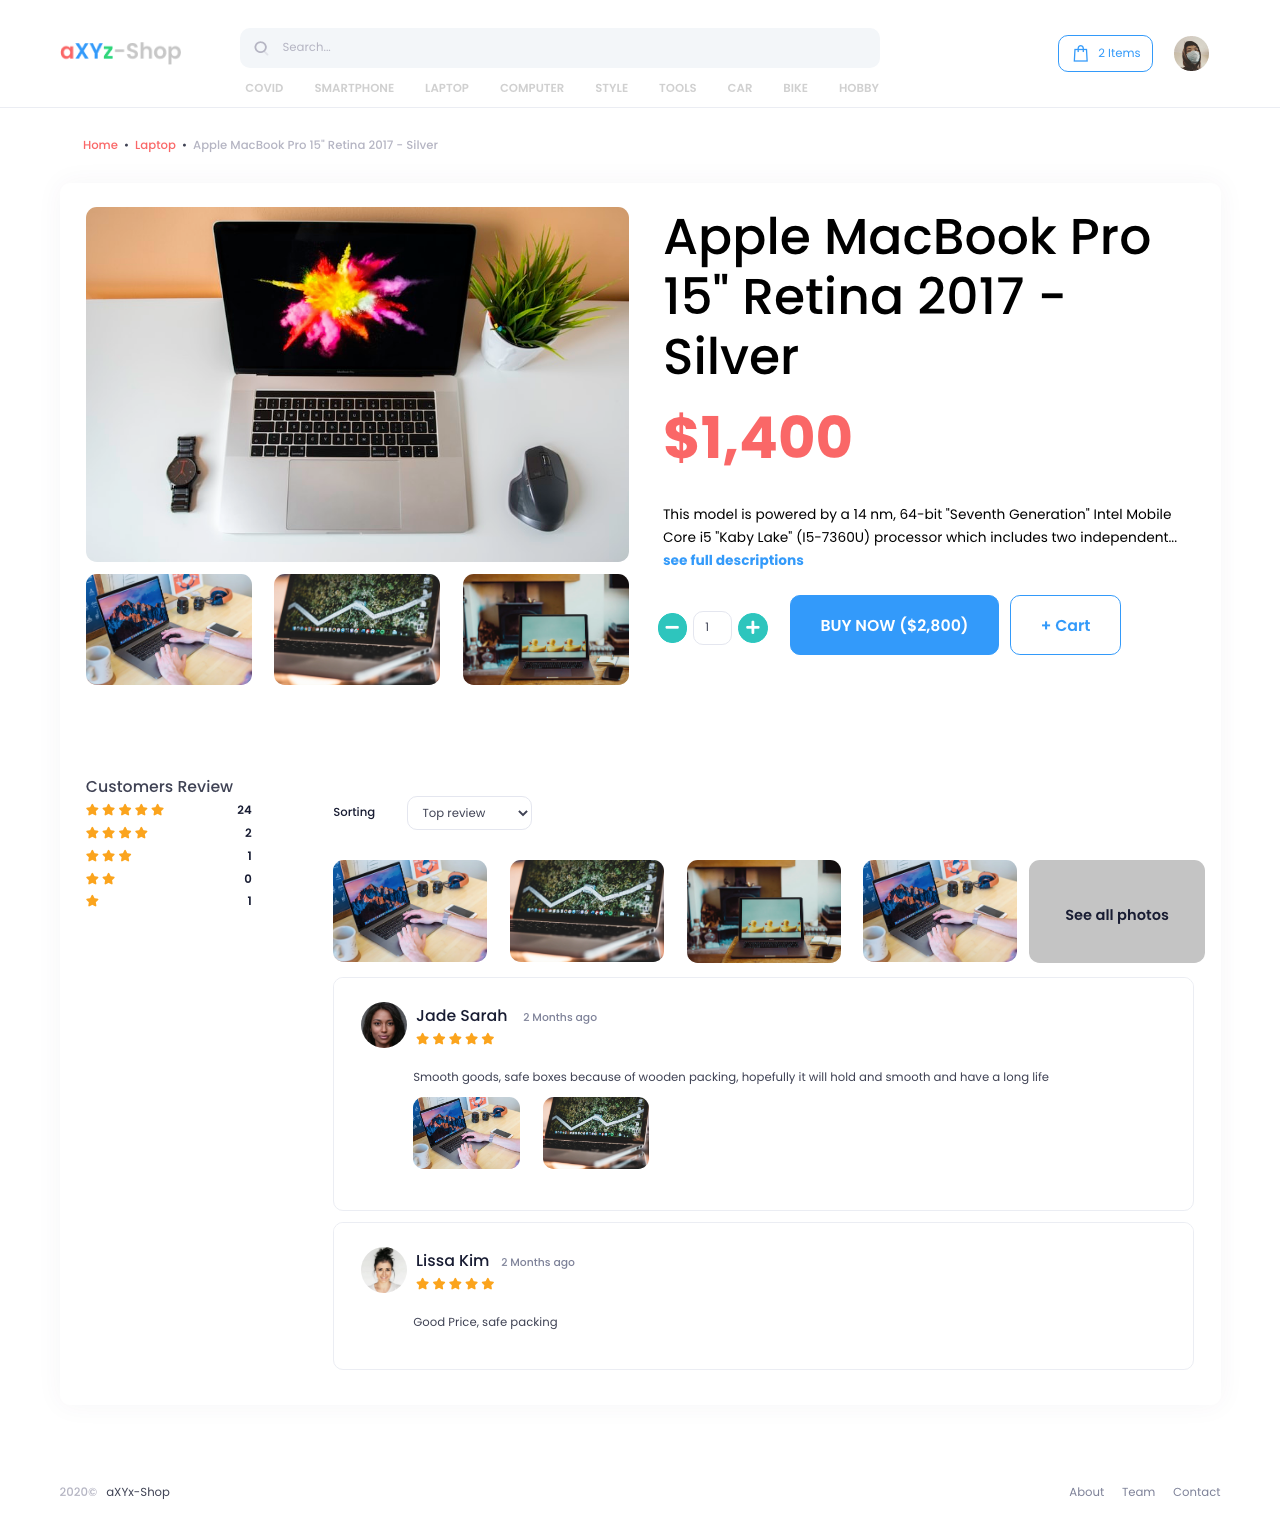 aXYz-Shop
Search...
2 Items
COVID SMARTPHONE LAPTOP COMPUTER STYLE TOOLS CAR BIKE HOBBY
Home • Laptop • Apple MacBook Pro 15" Retina 2017 - Silver
Apple MacBook Pro
15" Retina 2017 -
Silver
$1,400
This model is powered by a 14 nm, 64-bit "Seventh Generation" Intel Mobile
Core i5 "Kaby Lake" (I5-7360U) processor which includes two independent...
see full descriptions
1
BUY NOW ($2,800)
+ Cart
Customers Review
24
2
1
0
1
Sorting
Top review
See all photos
Jade Sarah 2 Months ago
Smooth goods, safe boxes because of wooden packing, hopefully it will hold and smooth and have a long life
Lissa Kim 2 Months ago
Good Price, safe packing
2020© aXYx-Shop
About Team Contact